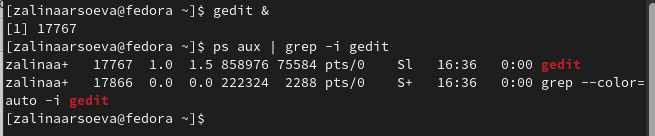 [zalinaarsoeva@fedora ~]$ gedit &
[1] 17767
[zalinaarsoeva@fedora ~]$ ps aux | grep -i gedit
zalinaa+   17767  1.0  1.5 858976 75584 pts/0    Sl   16:36   0:00 gedit
zalinaa+   17866  0.0  0.0 222324  2288 pts/0    S+   16:36   0:00 grep --color=
auto -i gedit
[zalinaarsoeva@fedora ~]$